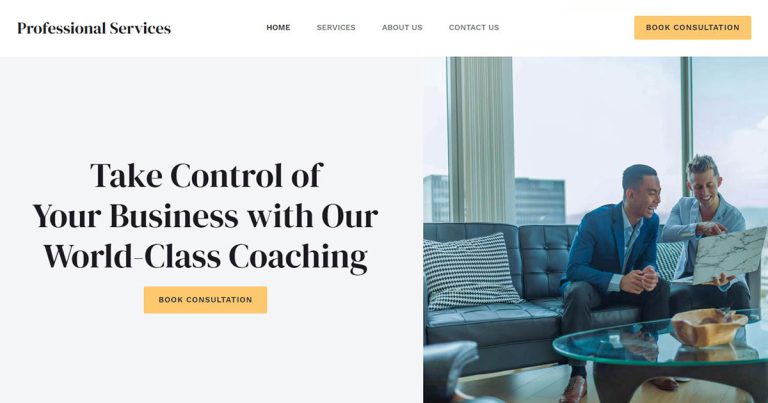 Professional Services
HOME
SERVICES
ABOUT US
CONTACT US
BOOK CONSULTATION
Take Control of
Your Business with Our
World-Class Coaching
BOOK CONSULTATION